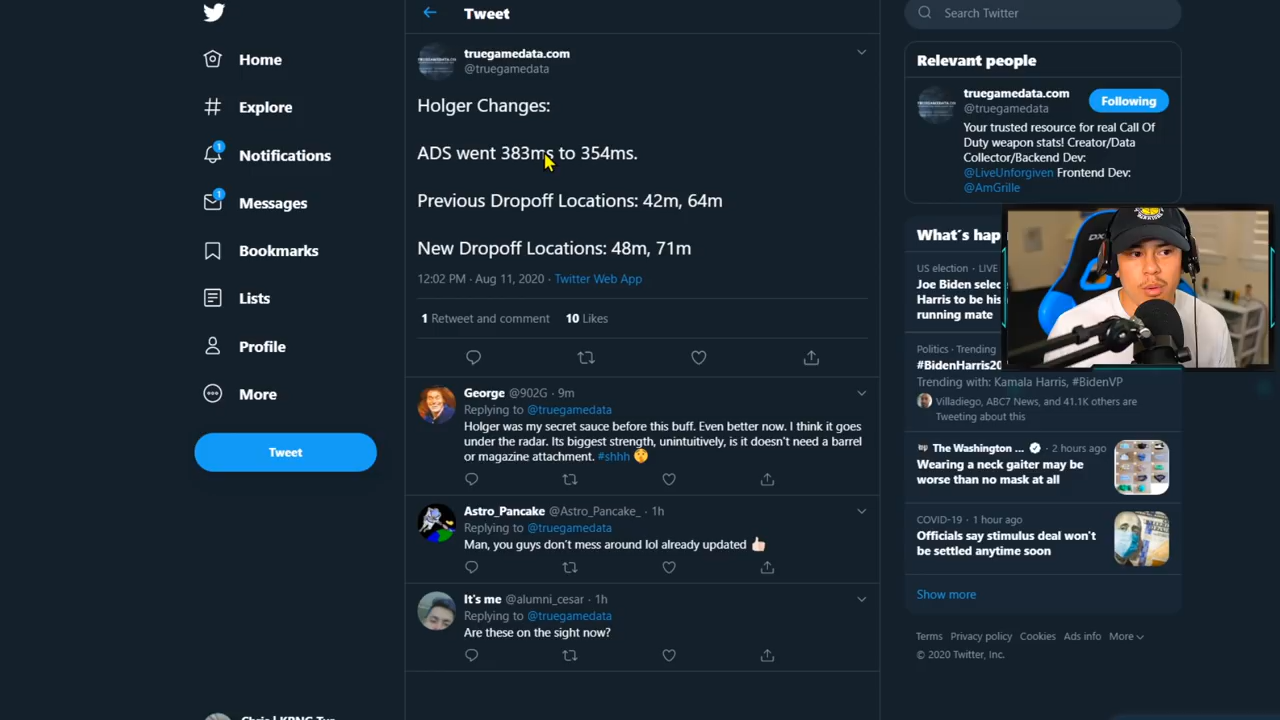 Home
Explore
1
Notifications
1
Messages
Bookmarks
Lists
Profile
More
Tweet
Tweet
truegamedata.com
@truegamedata
Holger Changes:
ADS went 383ms to 354ms.
Previous Dropoff Locations: 42m, 64m
New Dropoff Locations: 48m, 71m
12:02 PM · Aug 11, 2020 · Twitter Web App
1 Retweet and comment 10 Likes
George @902G · 9m
Replying to @truegamedata
Holger was my secret sauce before this buff. Even better now. I think it goes
under the radar. Its biggest strength, unintuitively, is it doesn't need a barrel
or magazine attachment. #shhh 🤫
Astro_Pancake @Astro_Pancake_ · 1h
Replying to @truegamedata
Man, you guys don't mess around lol already updated 👍🏻
It's me @alumni_cesar · 1h
Replying to @truegamedata
Are these on the sight now?
Search Twitter
Relevant people
truegamedata.com
@truegamedata
Following
Your trusted resource for real Call Of
Duty weapon stats! Creator/Data
Collector/Backend Dev:
@LiveUnforgiven Frontend Dev:
@AmGrille
What's hap
US election · LIVE
Joe Biden selec
Harris to be his
running mate
Politics · Trending
#BidenHarris20
Trending with: Kamala Harris, #BidenVP
Villadiego, ABC7 News, and 41.1K others are
Tweeting about this
The Washington ... · 2 hours ago
Wearing a neck gaiter may be
worse than no mask at all
COVID-19 · 1 hour ago
Officials say stimulus deal won't
be settled anytime soon
Show more
Terms Privacy policy Cookies Ads info More
© 2020 Twitter, Inc.